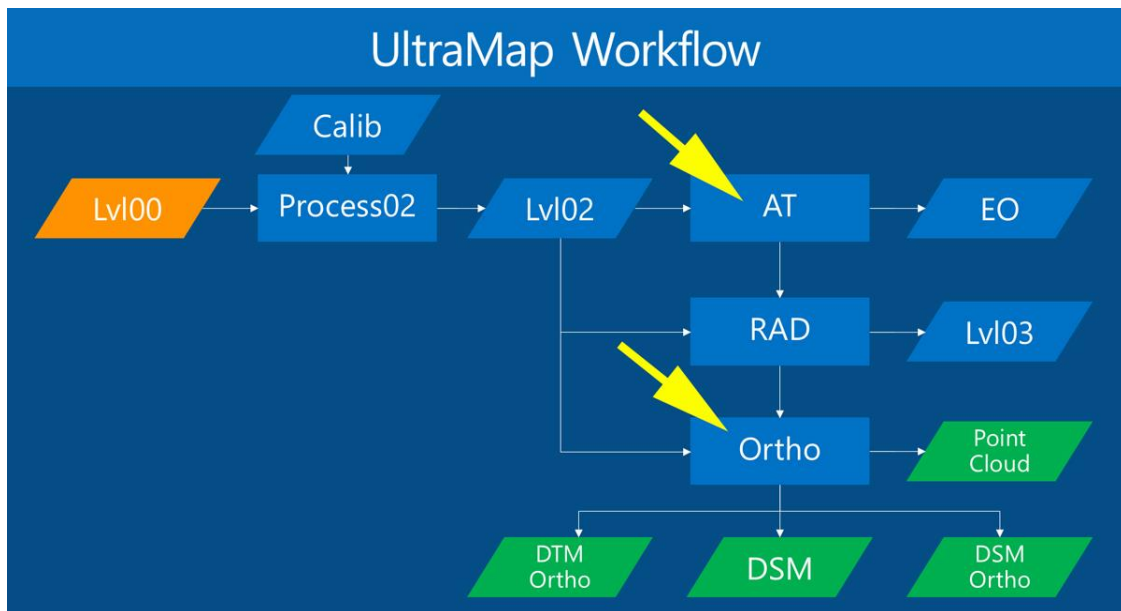 UltraMap Workflow
Calib
Lvl00
Process02
Lvl02
AT
EO
RAD
Lvl03
Ortho
Point
Cloud
DTM
Ortho
DSM
DSM
Ortho